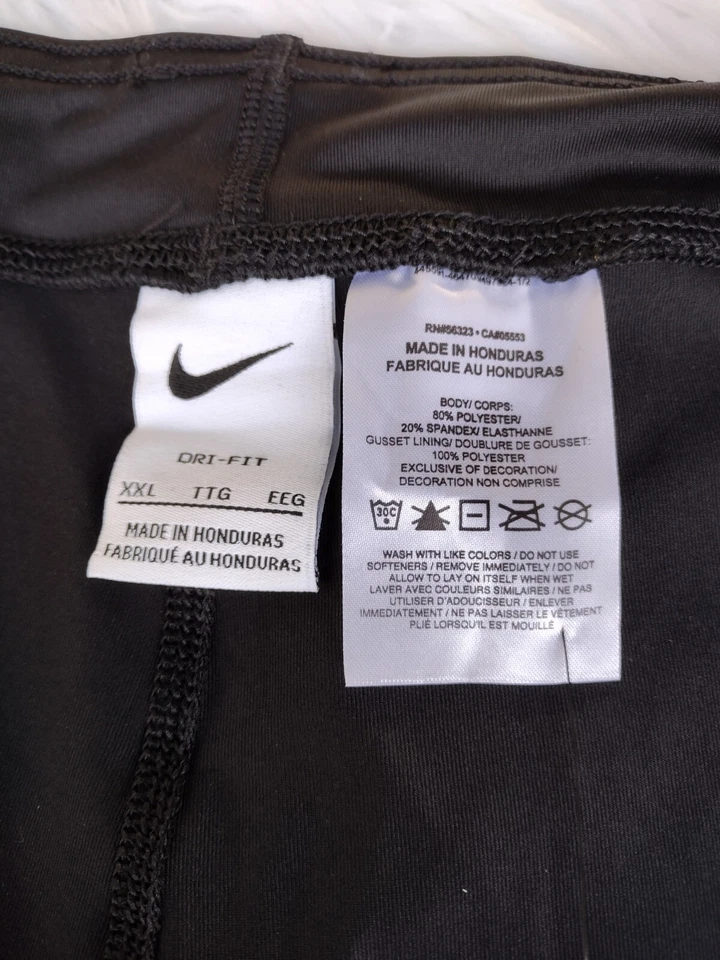 DRI-FIT
XXL TTG EEG
MADE IN HONDURAS
FABRIQUÉ AU HONDURAS
RN#56323 • CA#05553
MADE IN HONDURAS
FABRIQUE AU HONDURAS
BODY/ CORPS:
80% POLYESTER/
20% SPANDEX/ ELASTHANNE
GUSSET LINING/ DOUBLURE DE GOUSSET:
100% POLYESTER
EXCLUSIVE OF DECORATION/
DECORATION NON COMPRISE
30C
WASH WITH LIKE COLORS / DO NOT USE
SOFTENERS / REMOVE IMMEDIATELY / DO NOT
ALLOW TO LAY ON ITSELF WHEN WET
LAVER AVEC COULEURS SIMILAIRES / NE PAS
UTILISER D'ADOUCISSEUR / ENLEVER
IMMEDIATEMENT / NE PAS LAISSER LE VÊTEMENT
PLIÉ LORSQU'IL EST MOUILLÉ